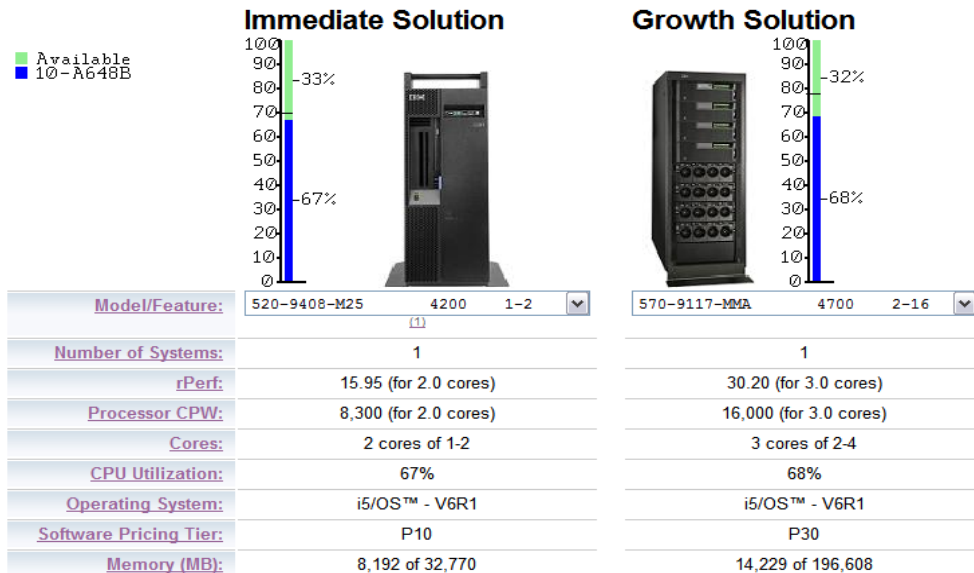 Immediate Solution
Growth Solution
Available
10-A648B
100
90
80
70
60
50
40
30
20
10
0
33%
67%
100
90
80
70
60
50
40
30
20
10
0
32%
68%
Model/Feature: 520-9408-M25 4200 1-2 570-9117-MMA 4700 2-16
(1)
Number of Systems: 1 1
rPerf: 15.95 (for 2.0 cores) 30.20 (for 3.0 cores)
Processor CPW: 8,300 (for 2.0 cores) 16,000 (for 3.0 cores)
Cores: 2 cores of 1-2 3 cores of 2-4
CPU Utilization: 67% 68%
Operating System: i5/OS™ - V6R1 i5/OS™ - V6R1
Software Pricing Tier: P10 P30
Memory (MB): 8,192 of 32,770 14,229 of 196,608